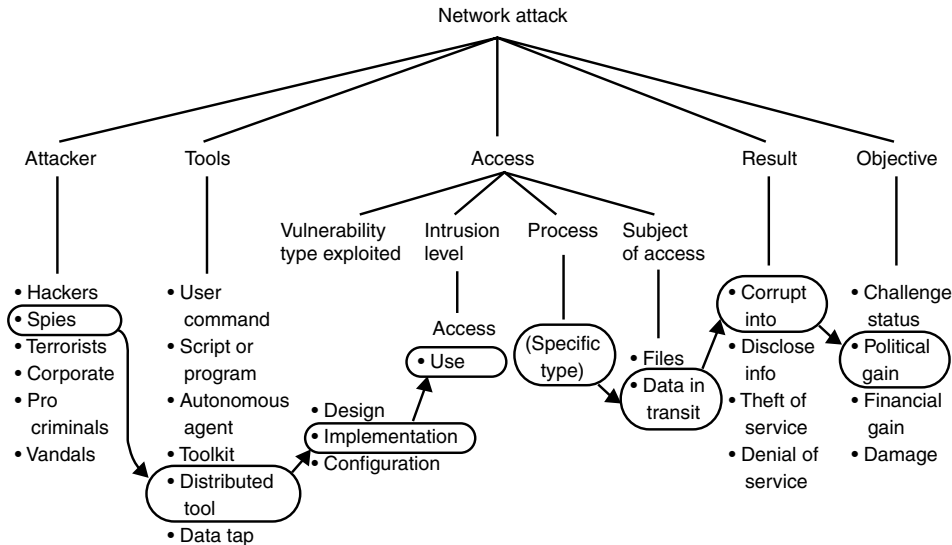 Network attack
Attacker
Tools
Access
Result
Objective
Vulnerability
type exploited
Intrusion
level
Process
Subject
of access
• Hackers
• Spies
• Terrorists
• Corporate
• Pro
criminals
• Vandals
• User
command
• Script or
program
• Autonomous
agent
• Toolkit
• Distributed
tool
• Data tap
• Design
• Implementation
• Configuration
Access
• Use
(Specific
type)
• Files
• Data in
transit
• Corrupt
into
• Disclose
info
• Theft of
service
• Denial of
service
• Challenge
status
• Political
gain
• Financial
gain
• Damage